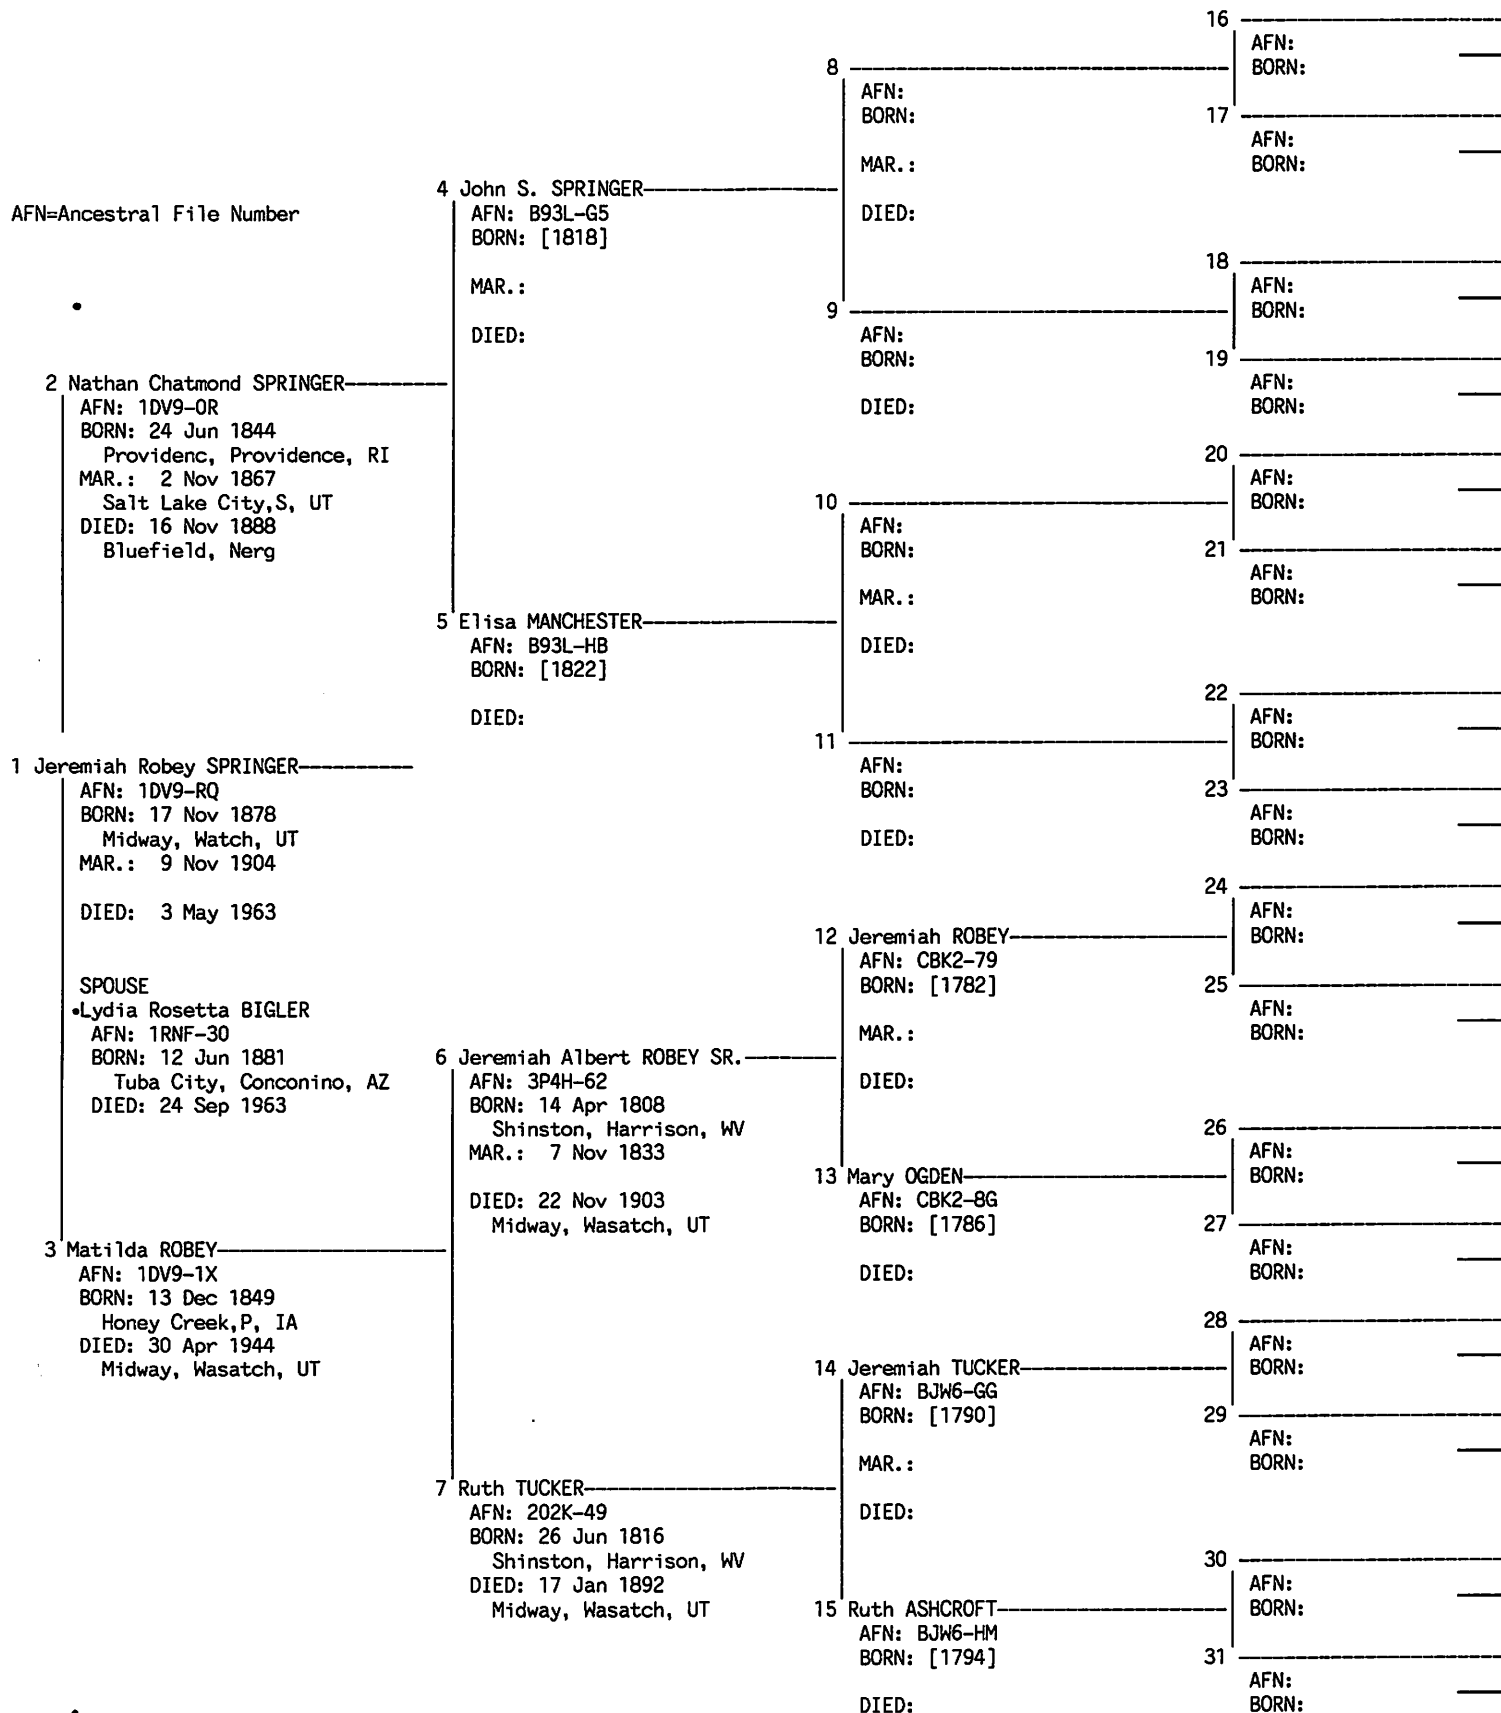 AFN=Ancestral File Number
2 Nathan Chatmond SPRINGER
AFN: 1DV9-0R
BORN: 24 Jun 1844
Providenc, Providence, RI
MAR.: 2 Nov 1867
Salt Lake City,S, UT
DIED: 16 Nov 1888
Bluefield, Nerg
1 Jeremiah Robey SPRINGER
AFN: 1DV9-RQ
BORN: 17 Nov 1878
Midway, Watch, UT
MAR.: 9 Nov 1904
DIED: 3 May 1963
SPOUSE
•Lydia Rosetta BIGLER
AFN: 1RNF-30
BORN: 12 Jun 1881
Tuba City, Conconino, AZ
DIED: 24 Sep 1963
3 Matilda ROBEY
AFN: 1DV9-1X
BORN: 13 Dec 1849
Honey Creek,P, IA
DIED: 30 Apr 1944
Midway, Wasatch, UT
4 John S. SPRINGER
AFN: B93L-G5
BORN: [1818]
MAR.:
DIED:
5 Elisa MANCHESTER
AFN: B93L-HB
BORN: [1822]
DIED:
6 Jeremiah Albert ROBEY SR.
AFN: 3P4H-62
BORN: 14 Apr 1808
Shinston, Harrison, WV
MAR.: 7 Nov 1833
DIED: 22 Nov 1903
Midway, Wasatch, UT
7 Ruth TUCKER
AFN: 202K-49
BORN: 26 Jun 1816
Shinston, Harrison, WV
DIED: 17 Jan 1892
Midway, Wasatch, UT
8
AFN:
BORN:
MAR.:
DIED:
9
AFN:
BORN:
DIED:
10
AFN:
BORN:
MAR.:
DIED:
11
AFN:
BORN:
DIED:
12 Jeremiah ROBEY
AFN: CBK2-79
BORN: [1782]
MAR.:
DIED:
13 Mary OGDEN
AFN: CBK2-8G
BORN: [1786]
DIED:
14 Jeremiah TUCKER
AFN: BJW6-GG
BORN: [1790]
MAR.:
DIED:
15 Ruth ASHCROFT
AFN: BJW6-HM
BORN: [1794]
DIED:
16
AFN:
BORN:
17
AFN:
BORN:
18
AFN:
BORN:
19
AFN:
BORN:
20
AFN:
BORN:
21
AFN:
BORN:
22
AFN:
BORN:
23
AFN:
BORN:
24
AFN:
BORN:
25
AFN:
BORN:
26
AFN:
BORN:
27
AFN:
BORN:
28
AFN:
BORN:
29
AFN:
BORN:
30
AFN:
BORN:
31
AFN:
BORN: